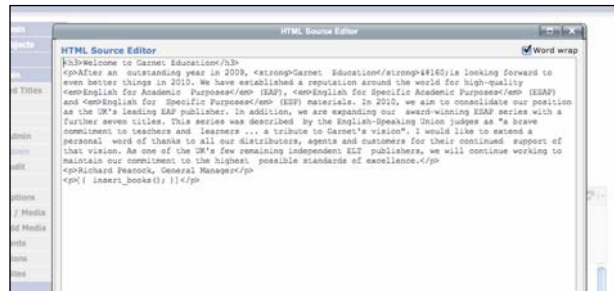 HTML Source Editor
HTML Source Editor
Word wrap
<h3>Welcome to Garnet Education</h3>
<p>After an outstanding year in 2009, <strong>Garnet Education</strong>&#160;is looking forward to
even better things in 2010. We have established a reputation around the world for high-quality
<em>English for Academic Purposes</em> (EAP), <em>English for Specific Academic Purposes</em> (ESAP)
and <em>English for Specific Purposes</em> (ESP) materials. In 2010, we aim to consolidate our position
as the UK's leading EAP publisher. In addition, we are expanding our award-winning ESAP series with a
further seven titles. This series was described by the English-Speaking Union judges as "a brave
commitment to teachers and learners ... a tribute to Garnet's vision". I would like to extend a
personal word of thanks to all our distributors, agents and customers for their continued support of
that vision. As one of the UK's few remaining independent ELT publishers, we will continue working to
maintain our commitment to the highest possible standards of excellence.</p>
<p>Richard Peacock, General Manager</p>
<p>[{ insert_books(); }]</p>
Titles
dmin
/ Media
dd Media